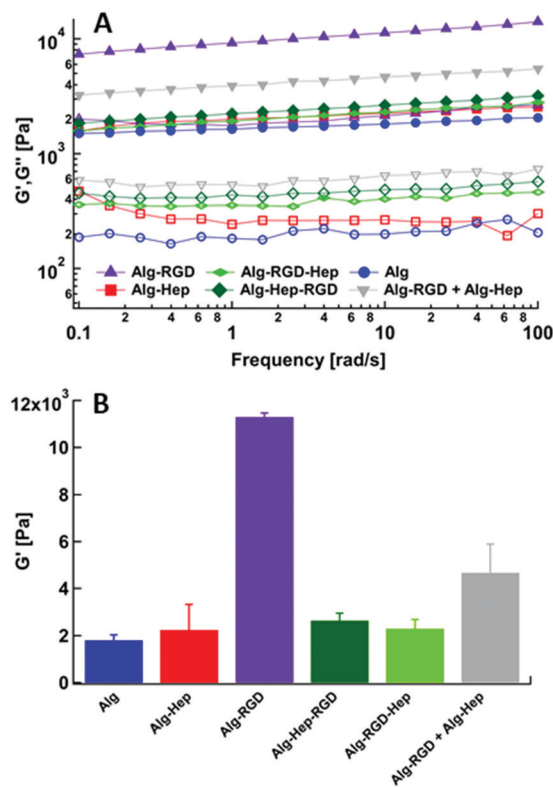 A
G',G'' [Pa]
10⁴
6
4
2
10³
6
4
2
10²
6
Alg-RGD Alg-RGD-Hep Alg
Alg-Hep Alg-Hep-RGD Alg-RGD + Alg-Hep
0.1 2 4 6 8 1 2 4 6 8 10 2 4 6 8 100
Frequency [rad/s]
B
12x10³
10
8
6
4
2
0
G' [Pa]
Alg Alg-Hep Alg-RGD Alg-Hep-RGD Alg-RGD-Hep Alg-RGD + Alg-Hep